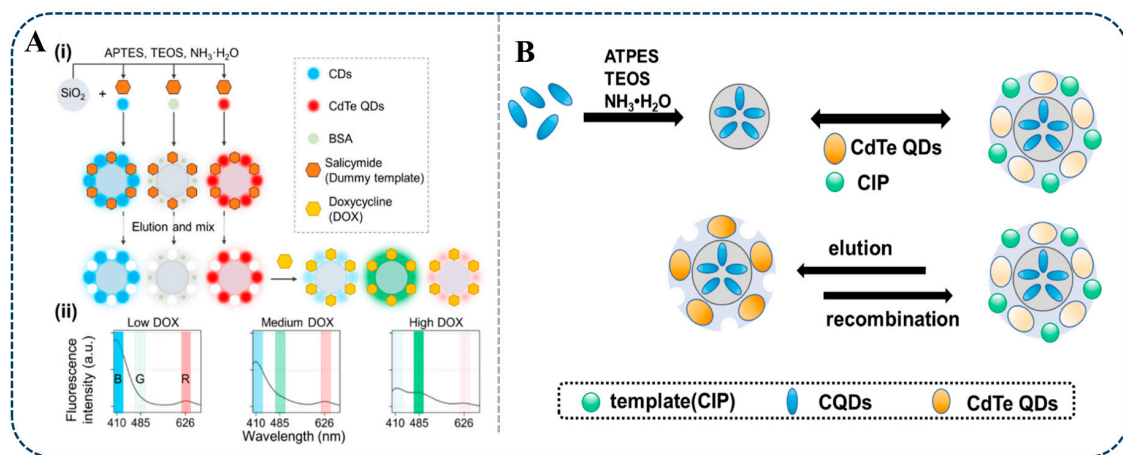 A
(i)
APTES, TEOS, NH₃·H₂O
SiO₂
+
CDs
CdTe QDs
BSA
Salicymide
(Dummy template)
Doxycycline
(DOX)
Elution and mix
(ii)
Low DOX
Medium DOX
High DOX
Fluorescence
intensity (a.u.)
B
G
R
410 485 626
410 485 626
410 485 626
Wavelength (nm)
B
ATPES
TEOS
NH₃•H₂O
CdTe QDs
CIP
elution
recombination
template(CIP)
CQDs
CdTe QDs